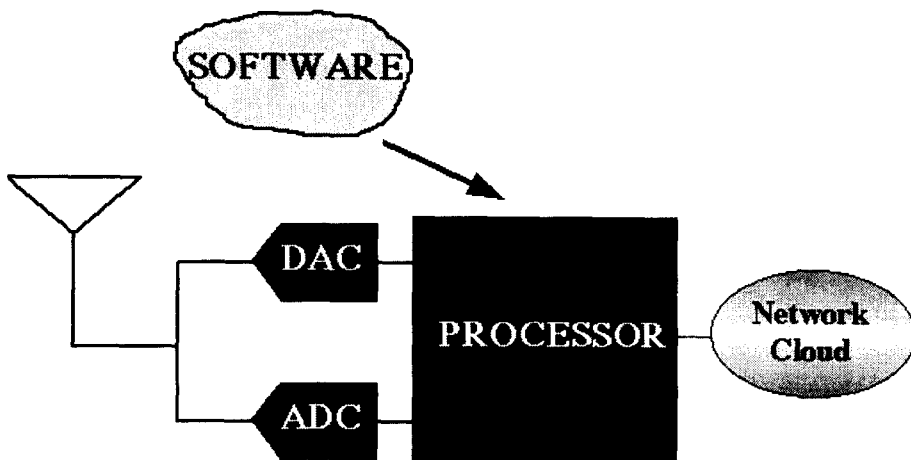 SOFTWARE
DAC
PROCESSOR
Network
Cloud
ADC